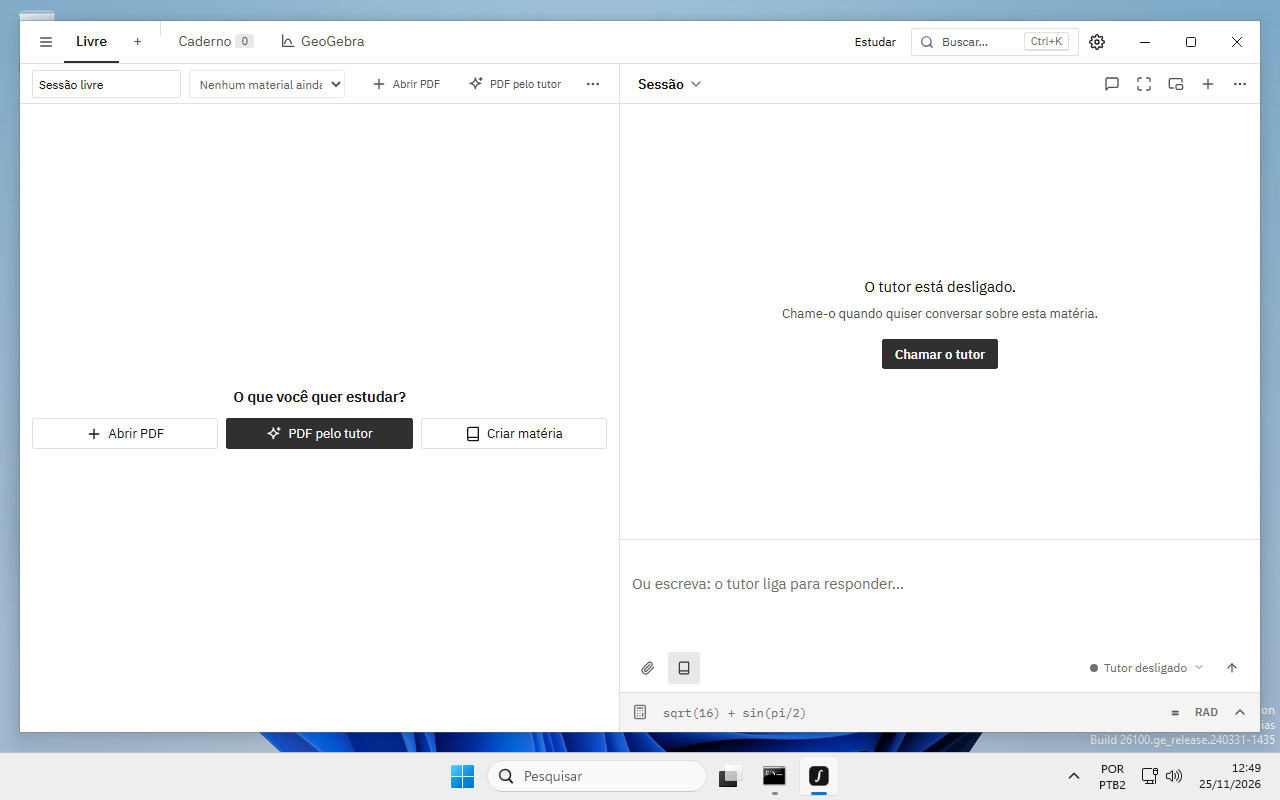 Livre
+
Caderno 0
GeoGebra
Estudar
Buscar...
Ctrl+K
Sessão livre
Nenhum material ainda
Abrir PDF
PDF pelo tutor
Sessão
O tutor está desligado.
Chame-o quando quiser conversar sobre esta matéria.
Chamar o tutor
O que você quer estudar?
Abrir PDF
PDF pelo tutor
Criar matéria
Ou escreva: o tutor liga para responder...
Tutor desligado
sqrt(16) + sin(pi/2)
=
RAD
on
ias
Build 26100.ge_release.240331-1435
Pesquisar
POR
PTB2
12:49
25/11/2026